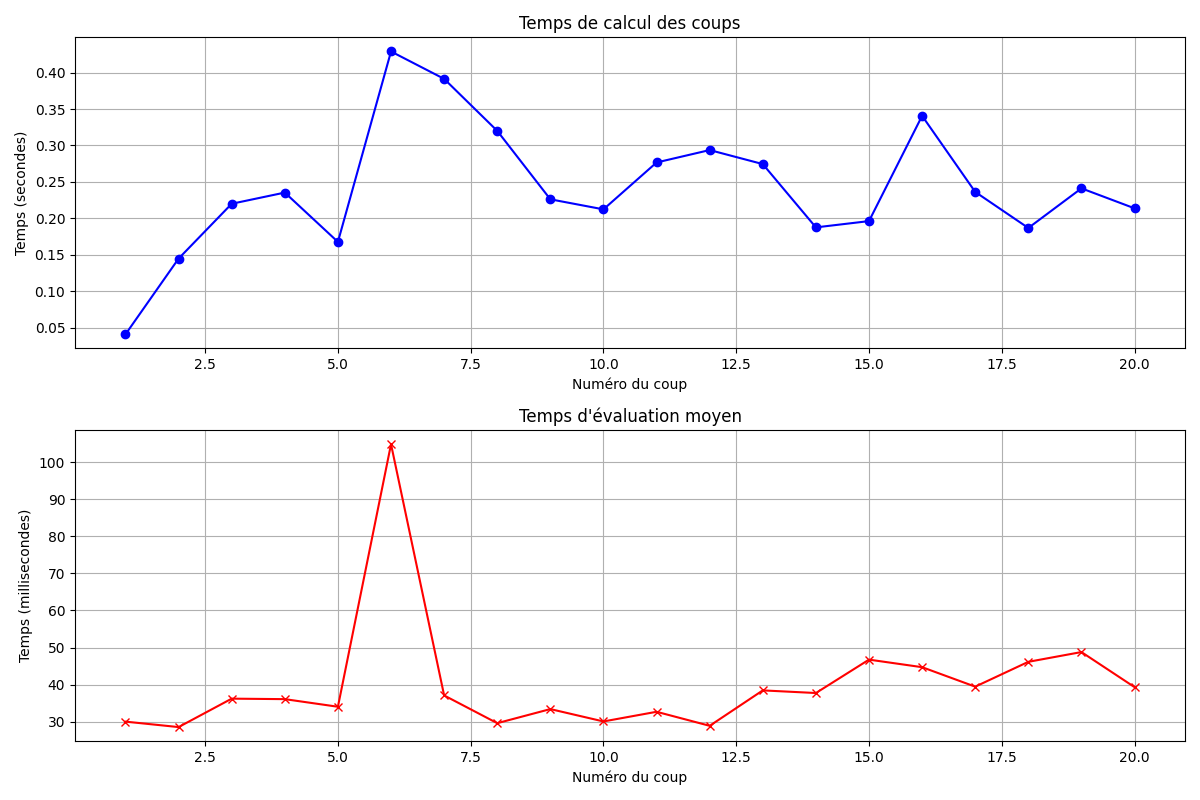 Temps de calcul des coups
0.40
0.35
0.30
0.25
0.20
0.15
0.10
0.05
Temps (secondes)
2.5 5.0 7.5 10.0 12.5 15.0 17.5 20.0
Numéro du coup
Temps d'évaluation moyen
100
90
80
70
60
50
40
30
Temps (millisecondes)
2.5 5.0 7.5 10.0 12.5 15.0 17.5 20.0
Numéro du coup